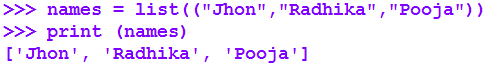 >>> names = list(("Jhon","Radhika","Pooja"))
>>> print (names)
['Jhon', 'Radhika', 'Pooja']